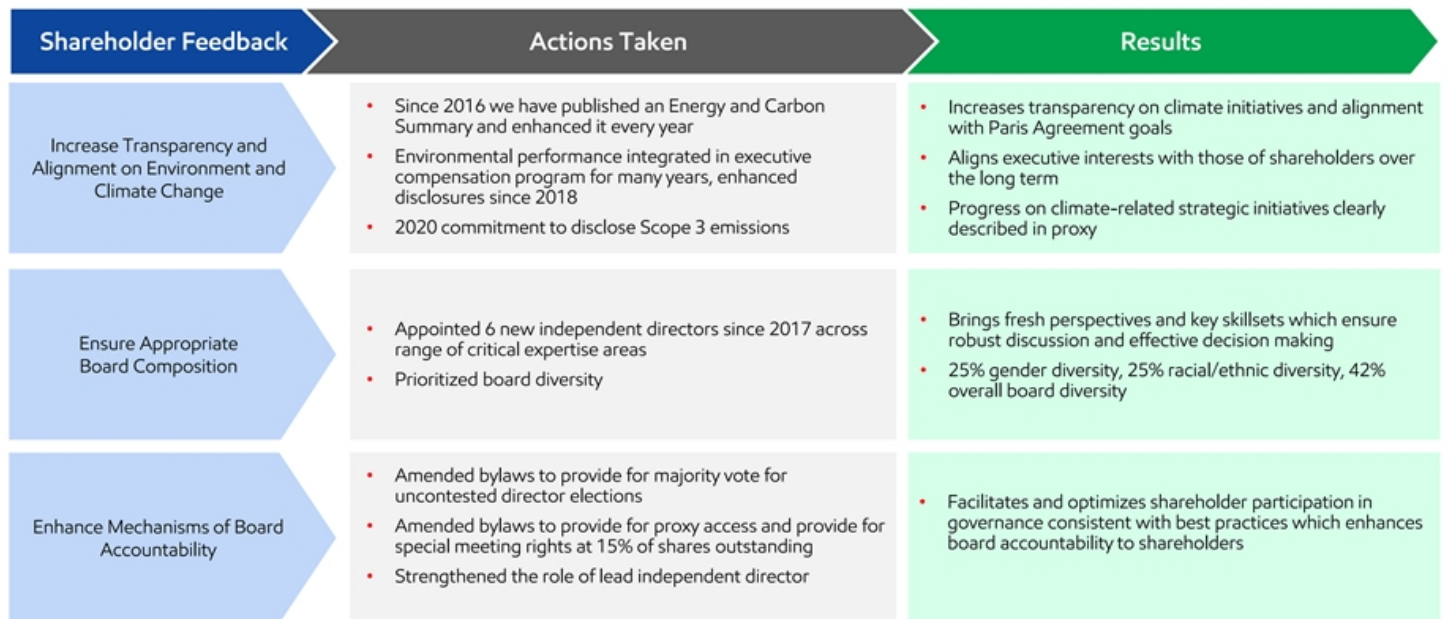 Shareholder Feedback
Actions Taken
Results
Increase Transparency and
Alignment on Environment and
Climate Change
• Since 2016 we have published an Energy and Carbon
Summary and enhanced it every year
• Environmental performance integrated in executive
compensation program for many years, enhanced
disclosures since 2018
• 2020 commitment to disclose Scope 3 emissions
• Increases transparency on climate initiatives and alignment
with Paris Agreement goals
• Aligns executive interests with those of shareholders over
the long term
• Progress on climate-related strategic initiatives clearly
described in proxy
Ensure Appropriate
Board Composition
• Appointed 6 new independent directors since 2017 across
range of critical expertise areas
• Prioritized board diversity
• Brings fresh perspectives and key skillsets which ensure
robust discussion and effective decision making
• 25% gender diversity, 25% racial/ethnic diversity, 42%
overall board diversity
Enhance Mechanisms of Board
Accountability
• Amended bylaws to provide for majority vote for
uncontested director elections
• Amended bylaws to provide for proxy access and provide for
special meeting rights at 15% of shares outstanding
• Strengthened the role of lead independent director
• Facilitates and optimizes shareholder participation in
governance consistent with best practices which enhances
board accountability to shareholders